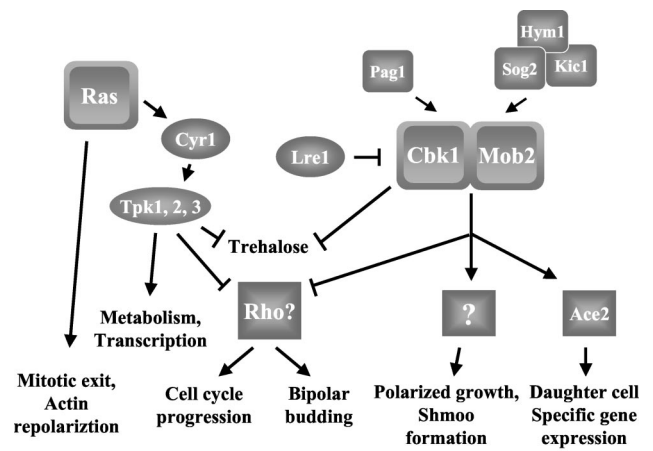 Hym1
Pag1
Sog2
Kic1
Ras
Cyr1
Lre1
Cbk1
Mob2
Tpk1, 2, 3
Trehalose
Rho?
?
Ace2
Metabolism,
Transcription
Mitotic exit,
Actin
repolariztion
Cell cycle
progression
Bipolar
budding
Polarized growth,
Shmoo
formation
Daughter cell
Specific gene
expression